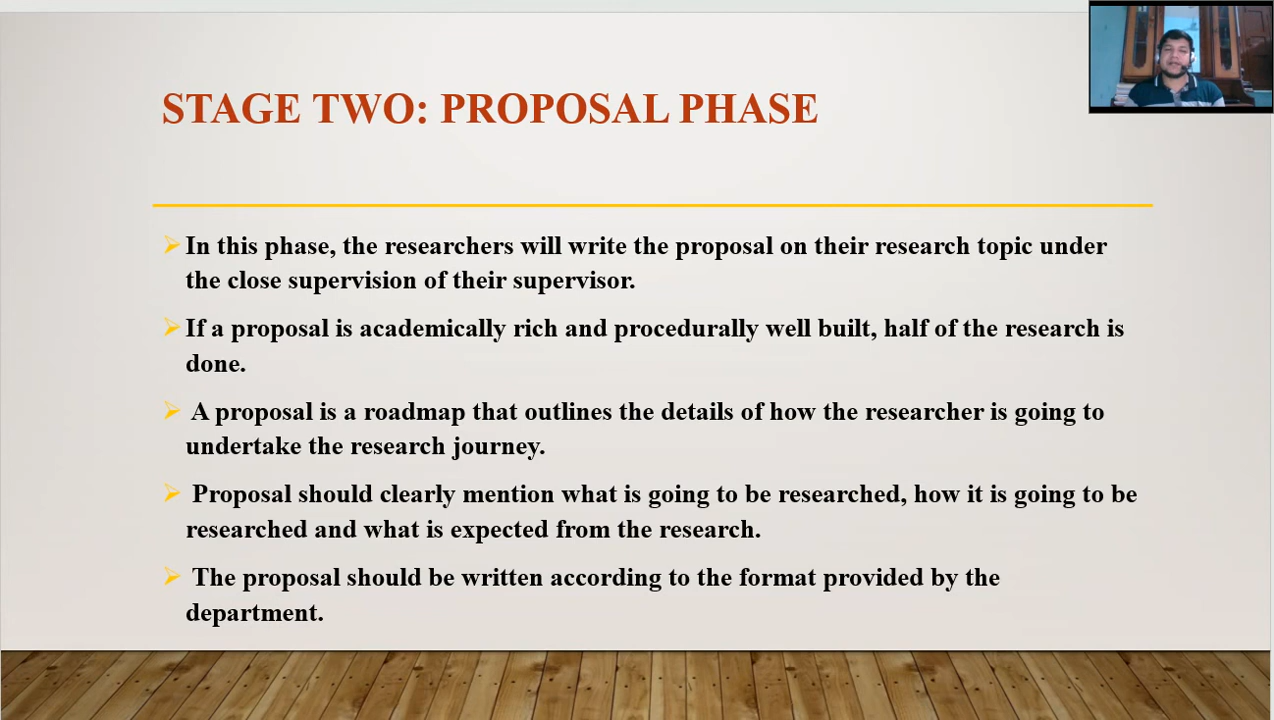 STAGE TWO: PROPOSAL PHASE
In this phase, the researchers will write the proposal on their research topic under
the close supervision of their supervisor.
If a proposal is academically rich and procedurally well built, half of the research is
done.
A proposal is a roadmap that outlines the details of how the researcher is going to
undertake the research journey.
Proposal should clearly mention what is going to be researched, how it is going to be
researched and what is expected from the research.
The proposal should be written according to the format provided by the
department.